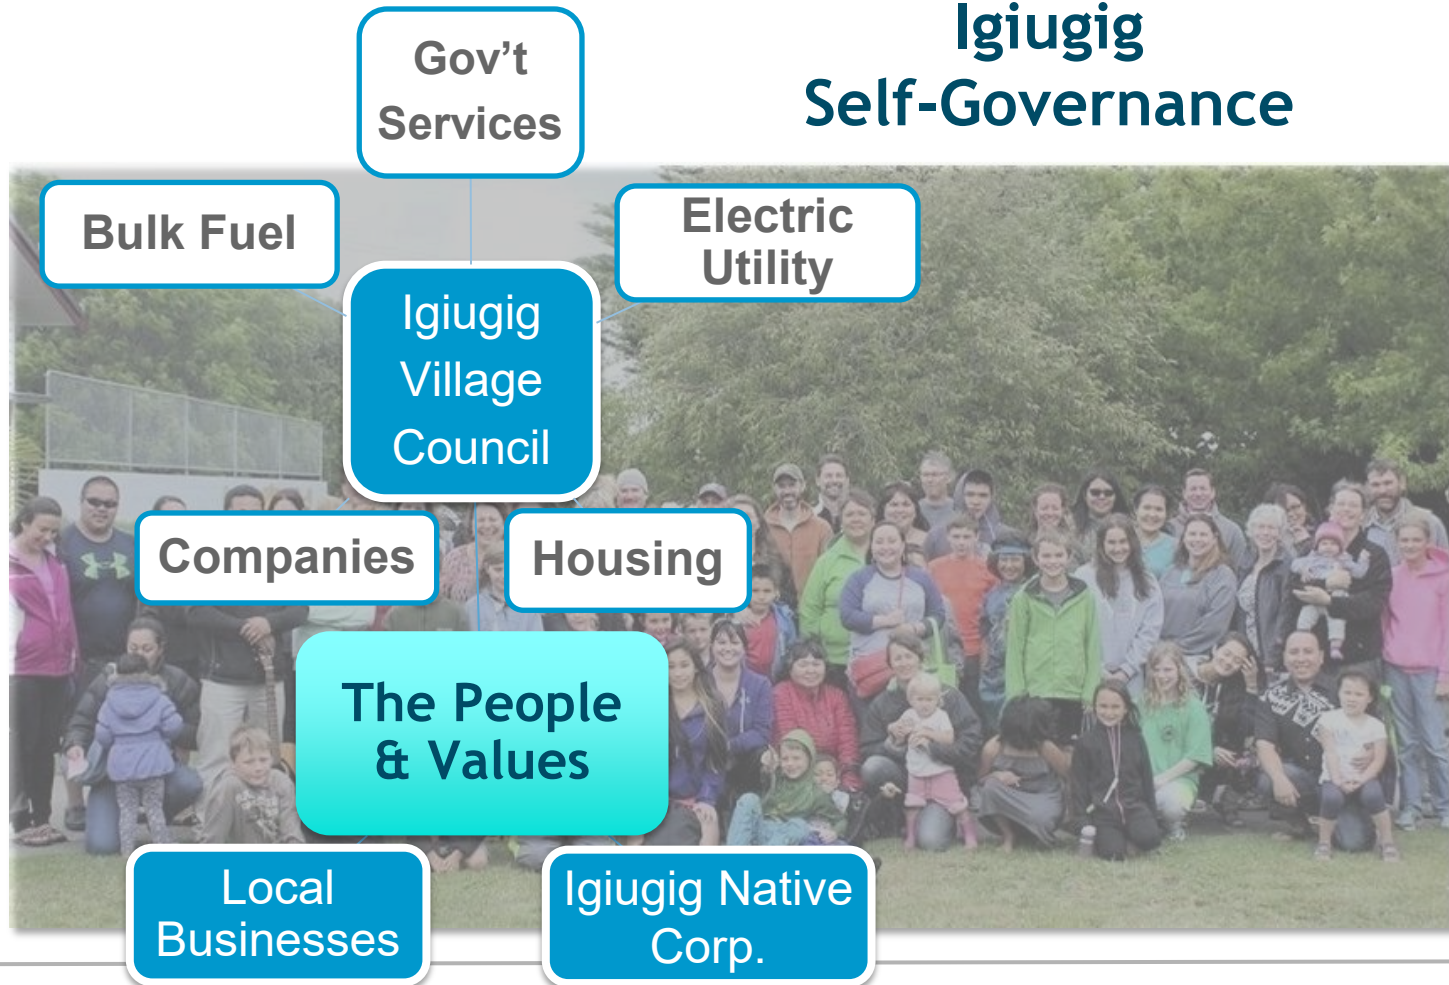 Igiugig
Self-Governance
Gov’t
Services
Bulk Fuel
Electric
Utility
Igiugig
Village
Council
Companies
Housing
The People
& Values
Local
Businesses
Igiugig Native
Corp.